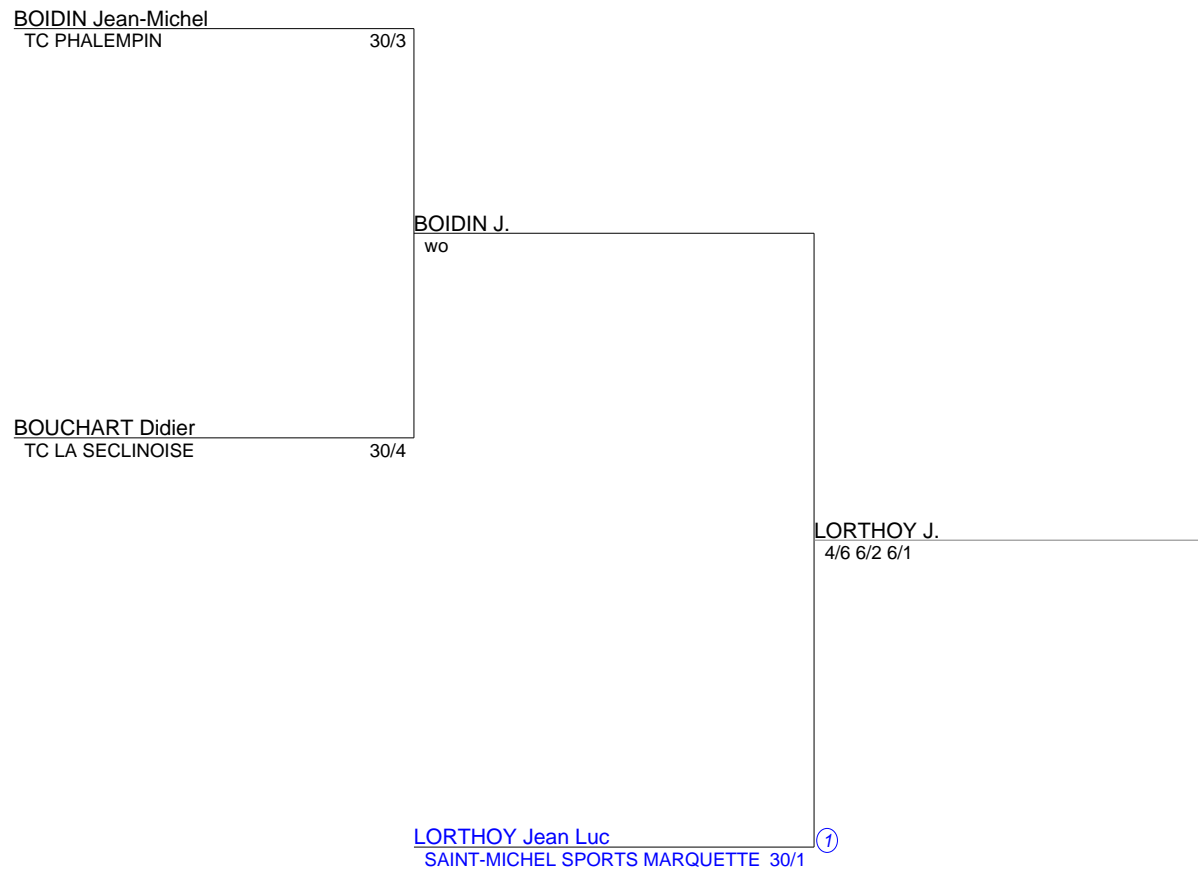 BOIDIN Jean-Michel
TC PHALEMPIN 30/3
BOIDIN J.
wo
BOUCHART Didier
TC LA SECLINOISE 30/4
LORTHOY J.
4/6 6/2 6/1
LORTHOY Jean Luc 1
SAINT-MICHEL SPORTS MARQUETTE 30/1